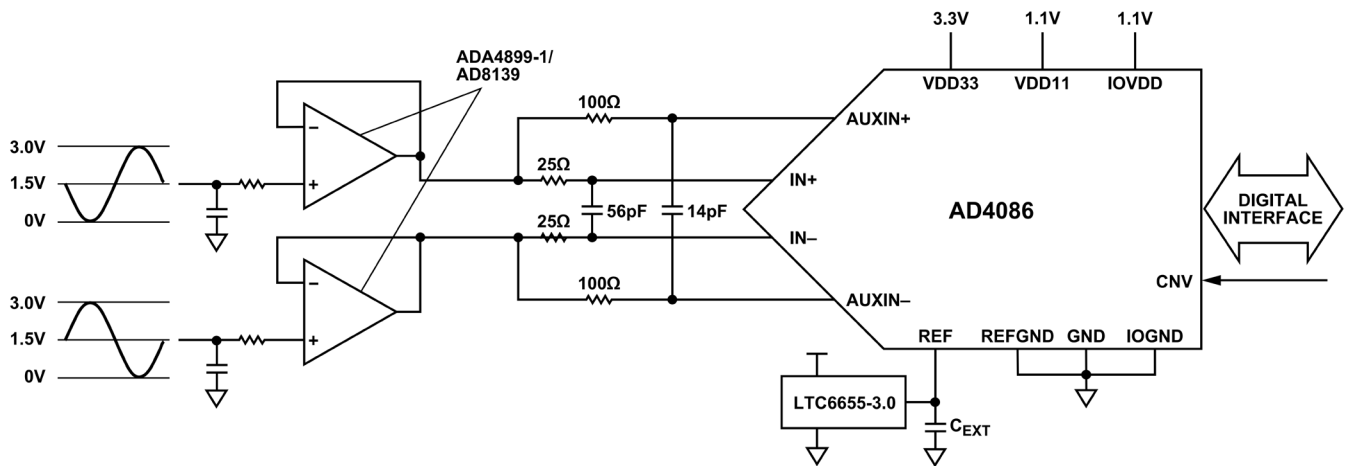 3.3V
1.1V
1.1V
ADA4899-1/
AD8139
VDD33
VDD11
IOVDD
100Ω
AUXIN+
3.0V
1.5V
0V
−
+
25Ω
IN+
56pF
14pF
AD4086
DIGITAL
INTERFACE
25Ω
IN–
−
+
100Ω
AUXIN–
CNV
3.0V
1.5V
0V
REF
REFGND
GND
IOGND
LTC6655-3.0
CEXT